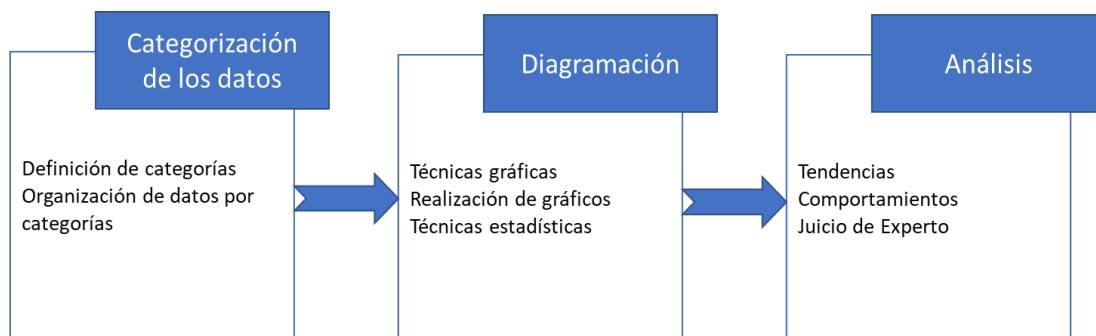 Categorización
de los datos
Definición de categorías
Organización de datos por
categorías
Diagramación
Técnicas gráficas
Realización de gráficos
Técnicas estadísticas
Análisis
Tendencias
Comportamientos
Juicio de Experto